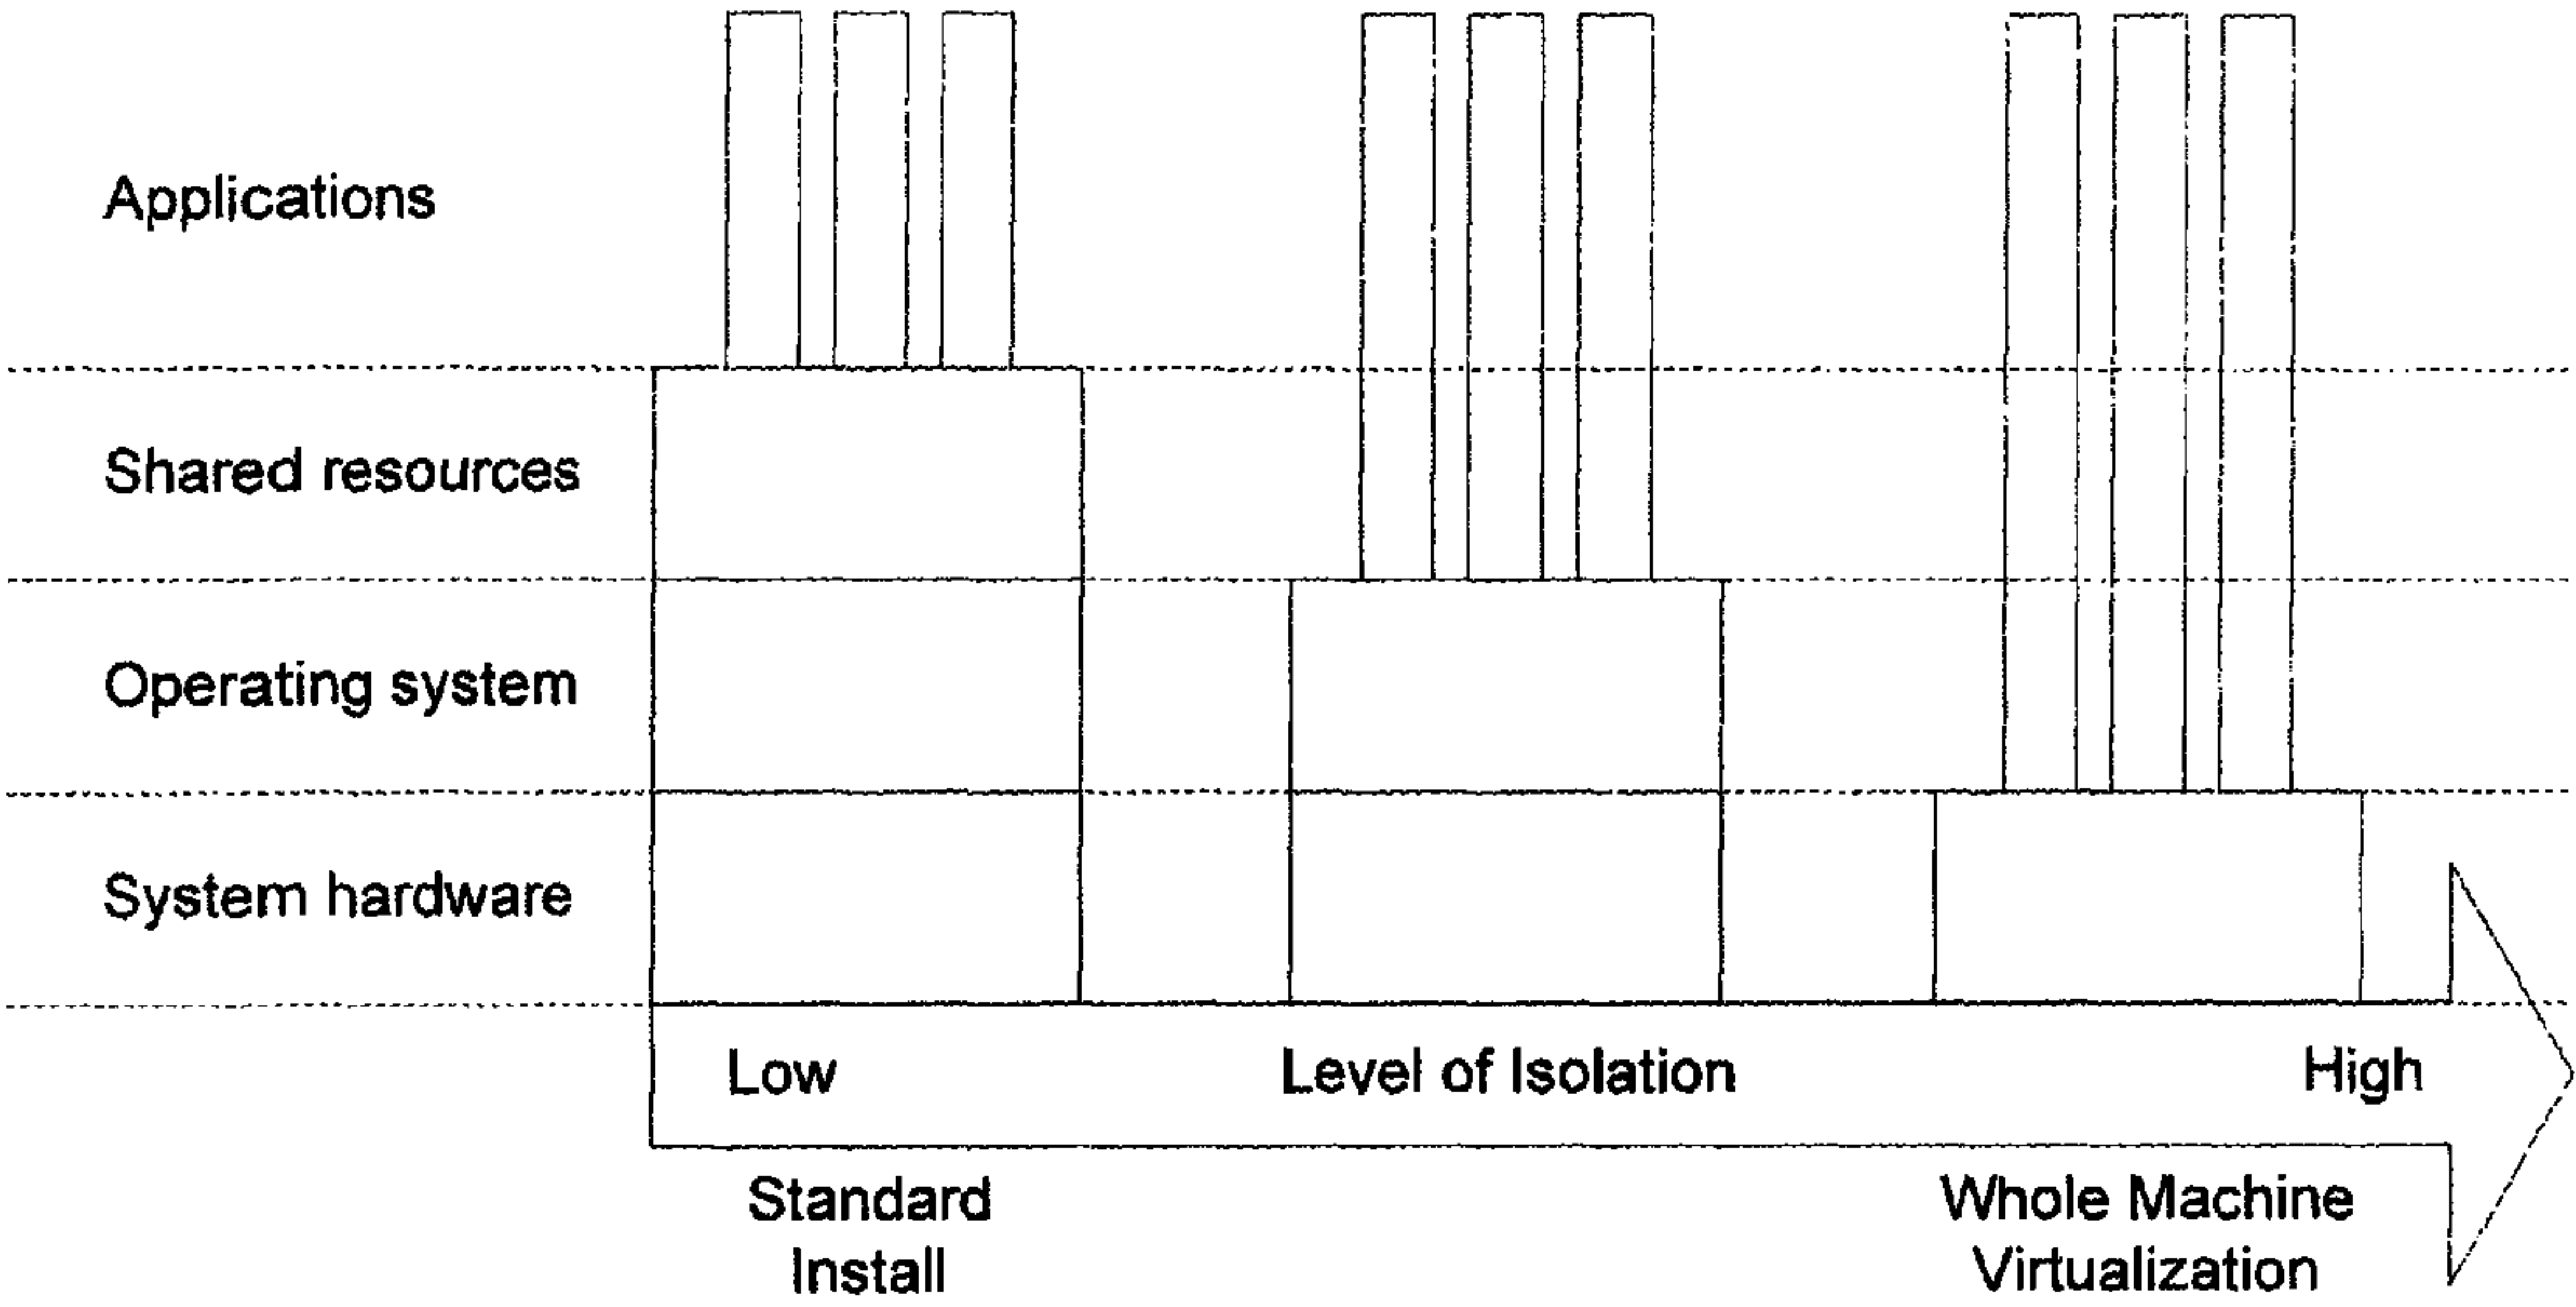 Applications
Shared resources
Operating system
System hardware
Low
Level of Isolation
High
Standard
Install
Whole Machine
Virtualization